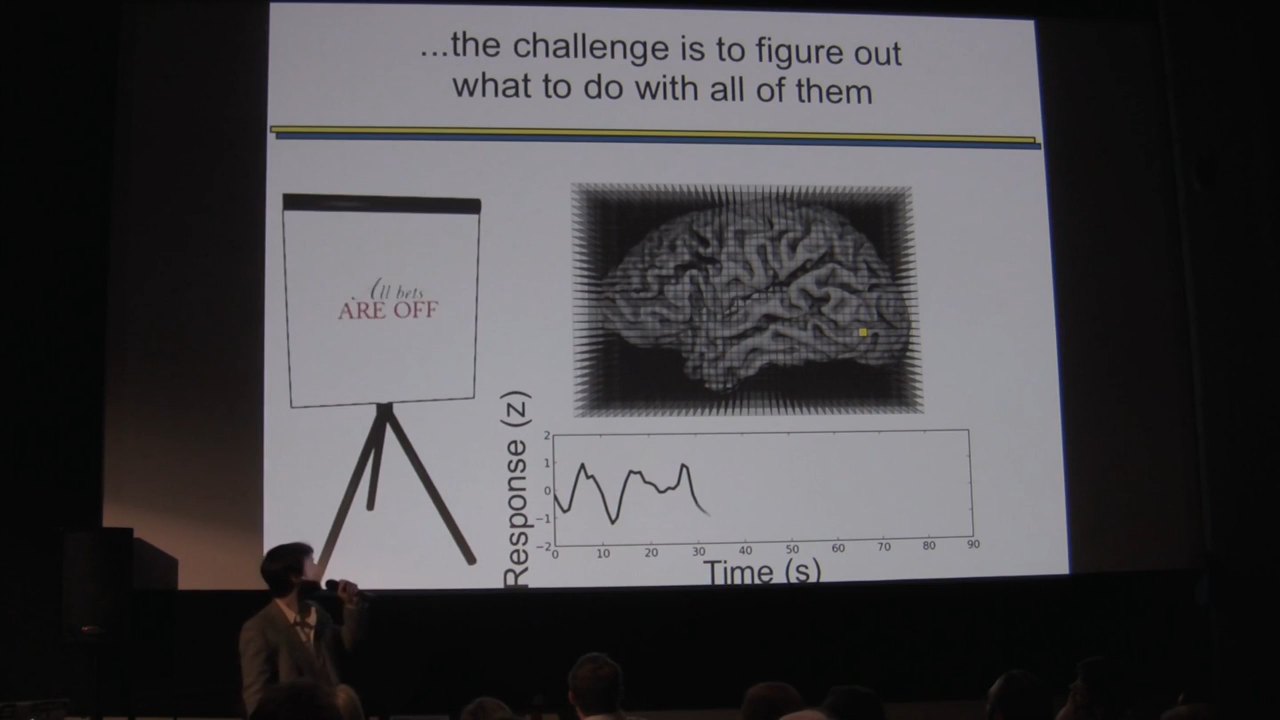 ...the challenge is to figure out
what to do with all of them
All bets
ARE OFF
Response (z)
2
1
0
−1
−2
0 10 20 30 40 50 60 70 80 90
Time (s)